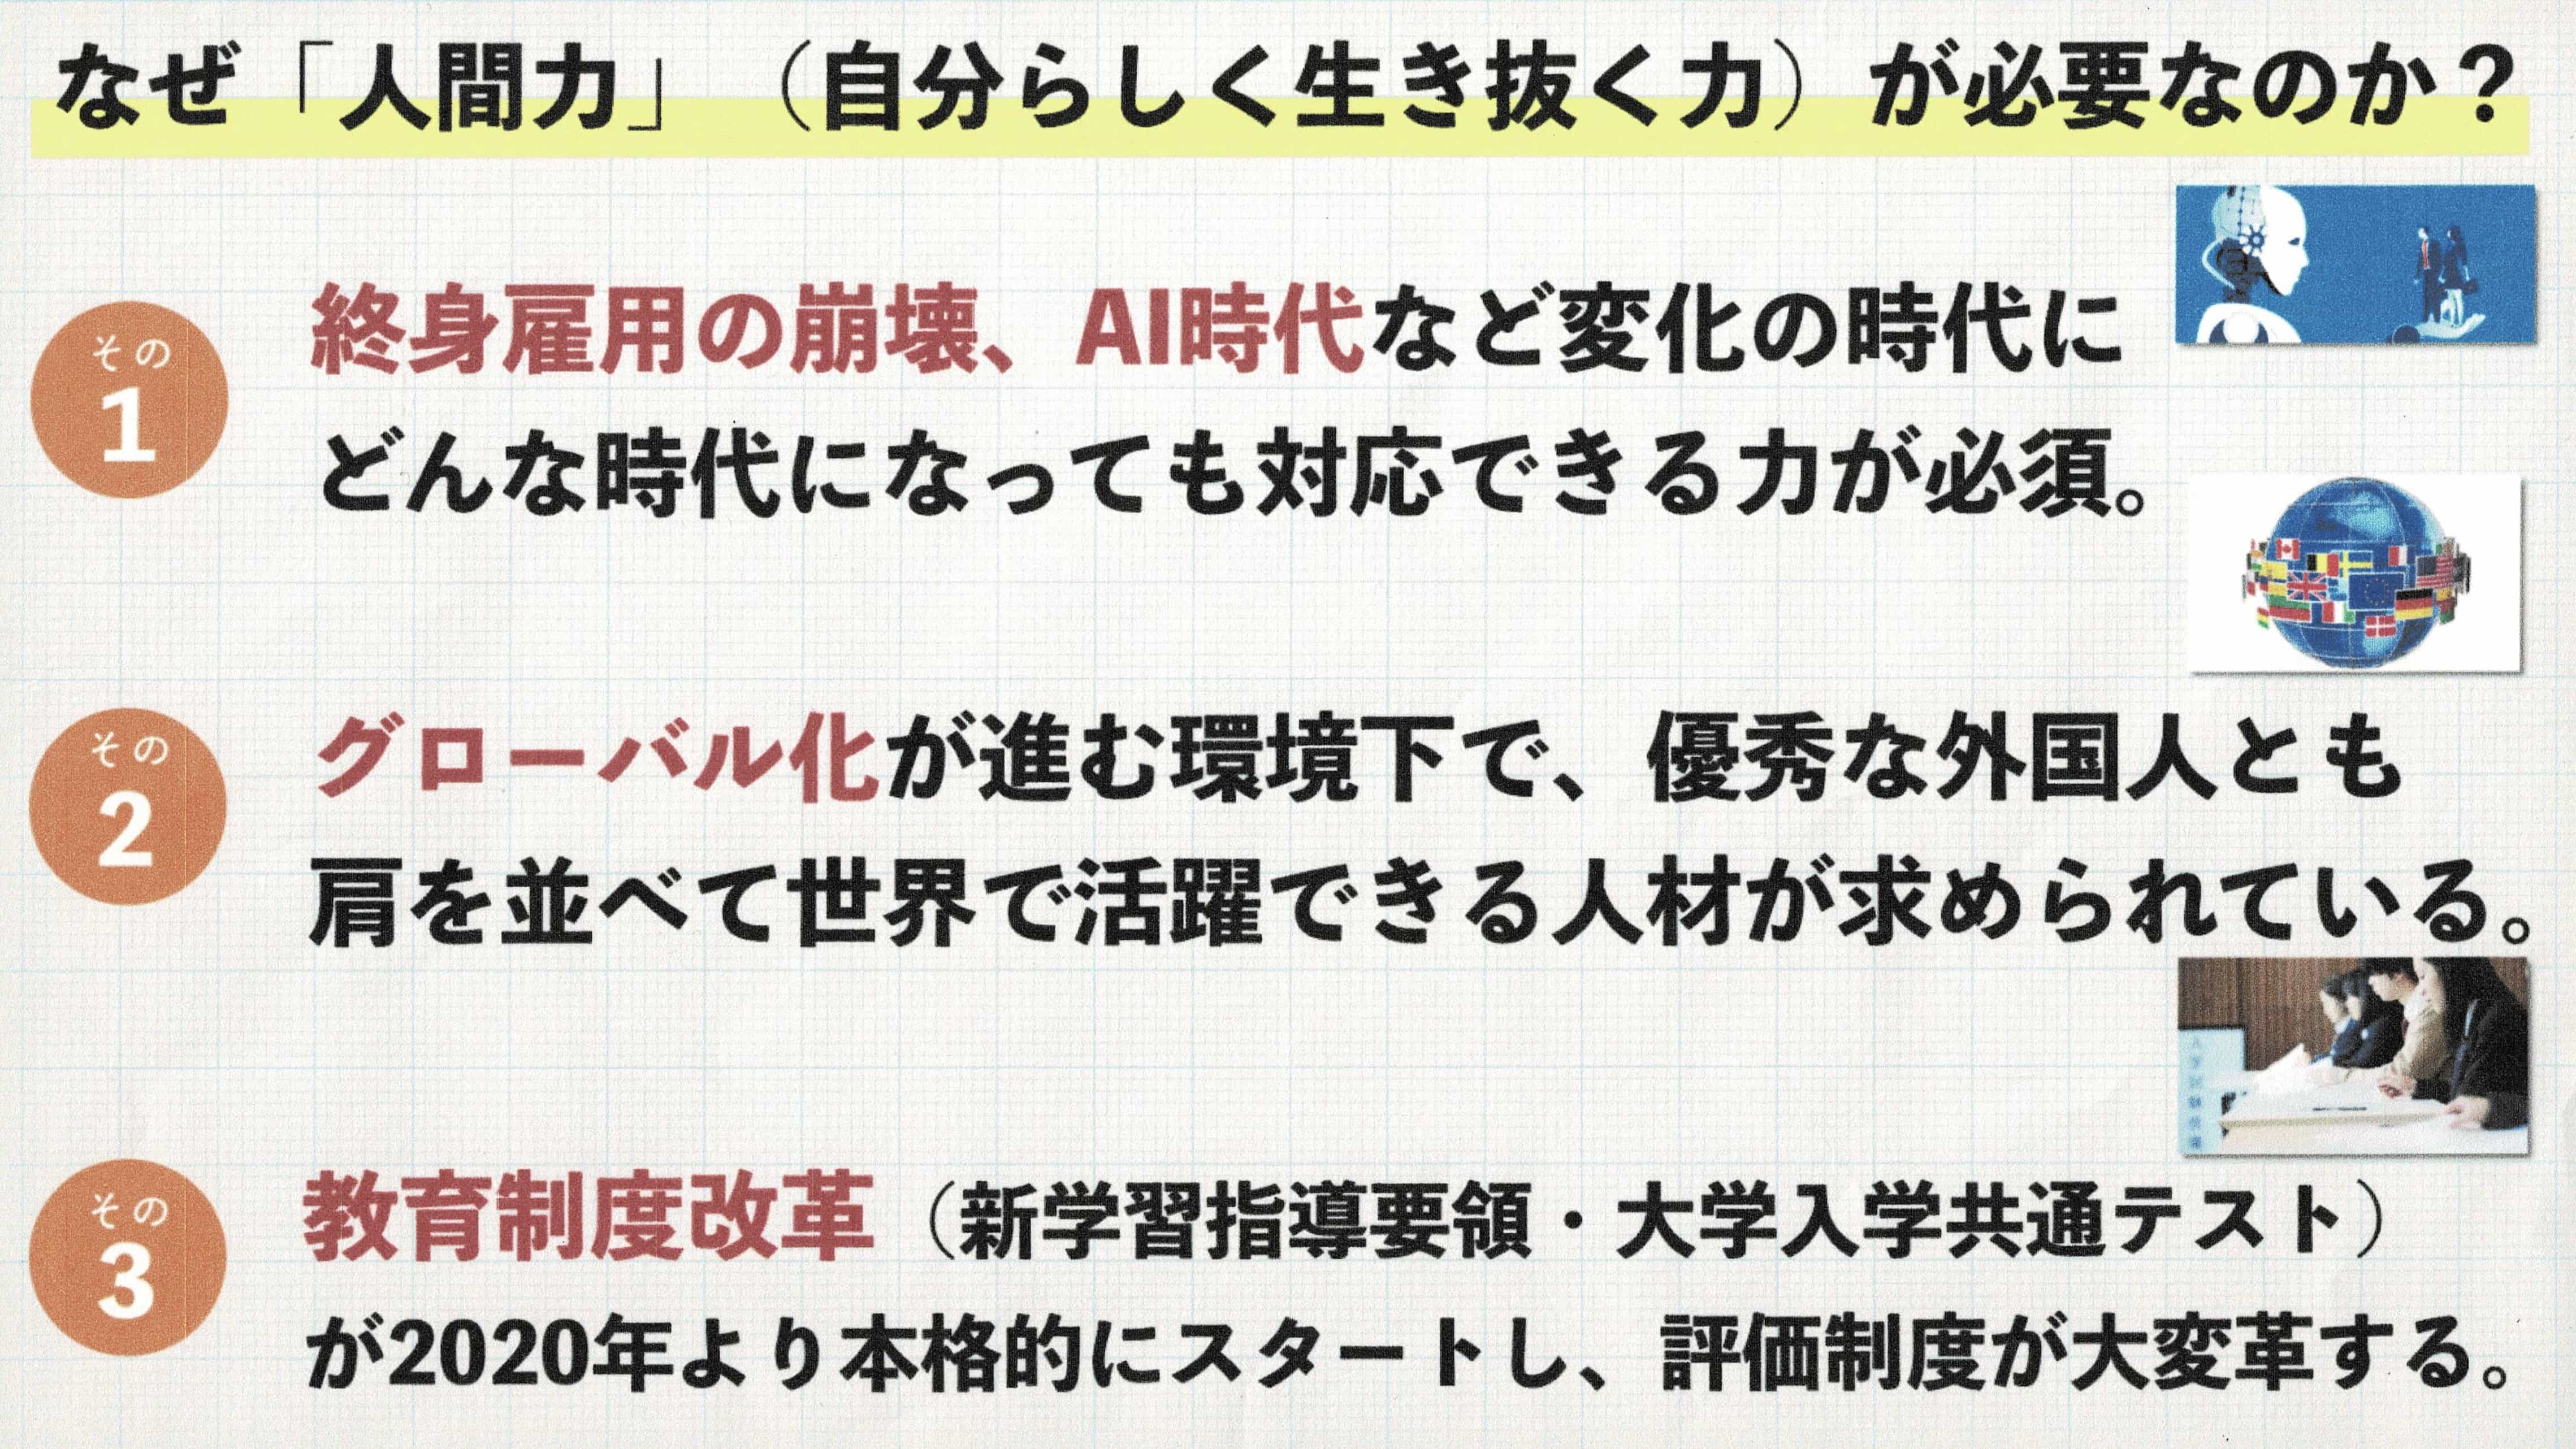 なぜ「人間力」（自分らしく生き抜く力）が必要なのか？
その
1
終身雇用の崩壊、AI時代など変化の時代に
どんな時代になっても対応できる力が必須。
その
2
グローバル化が進む環境下で、優秀な外国人とも
肩を並べて世界で活躍できる人材が求められている。
その
3
教育制度改革（新学習指導要領・大学入学共通テスト）
が2020年より本格的にスタートし、評価制度が大変革する。